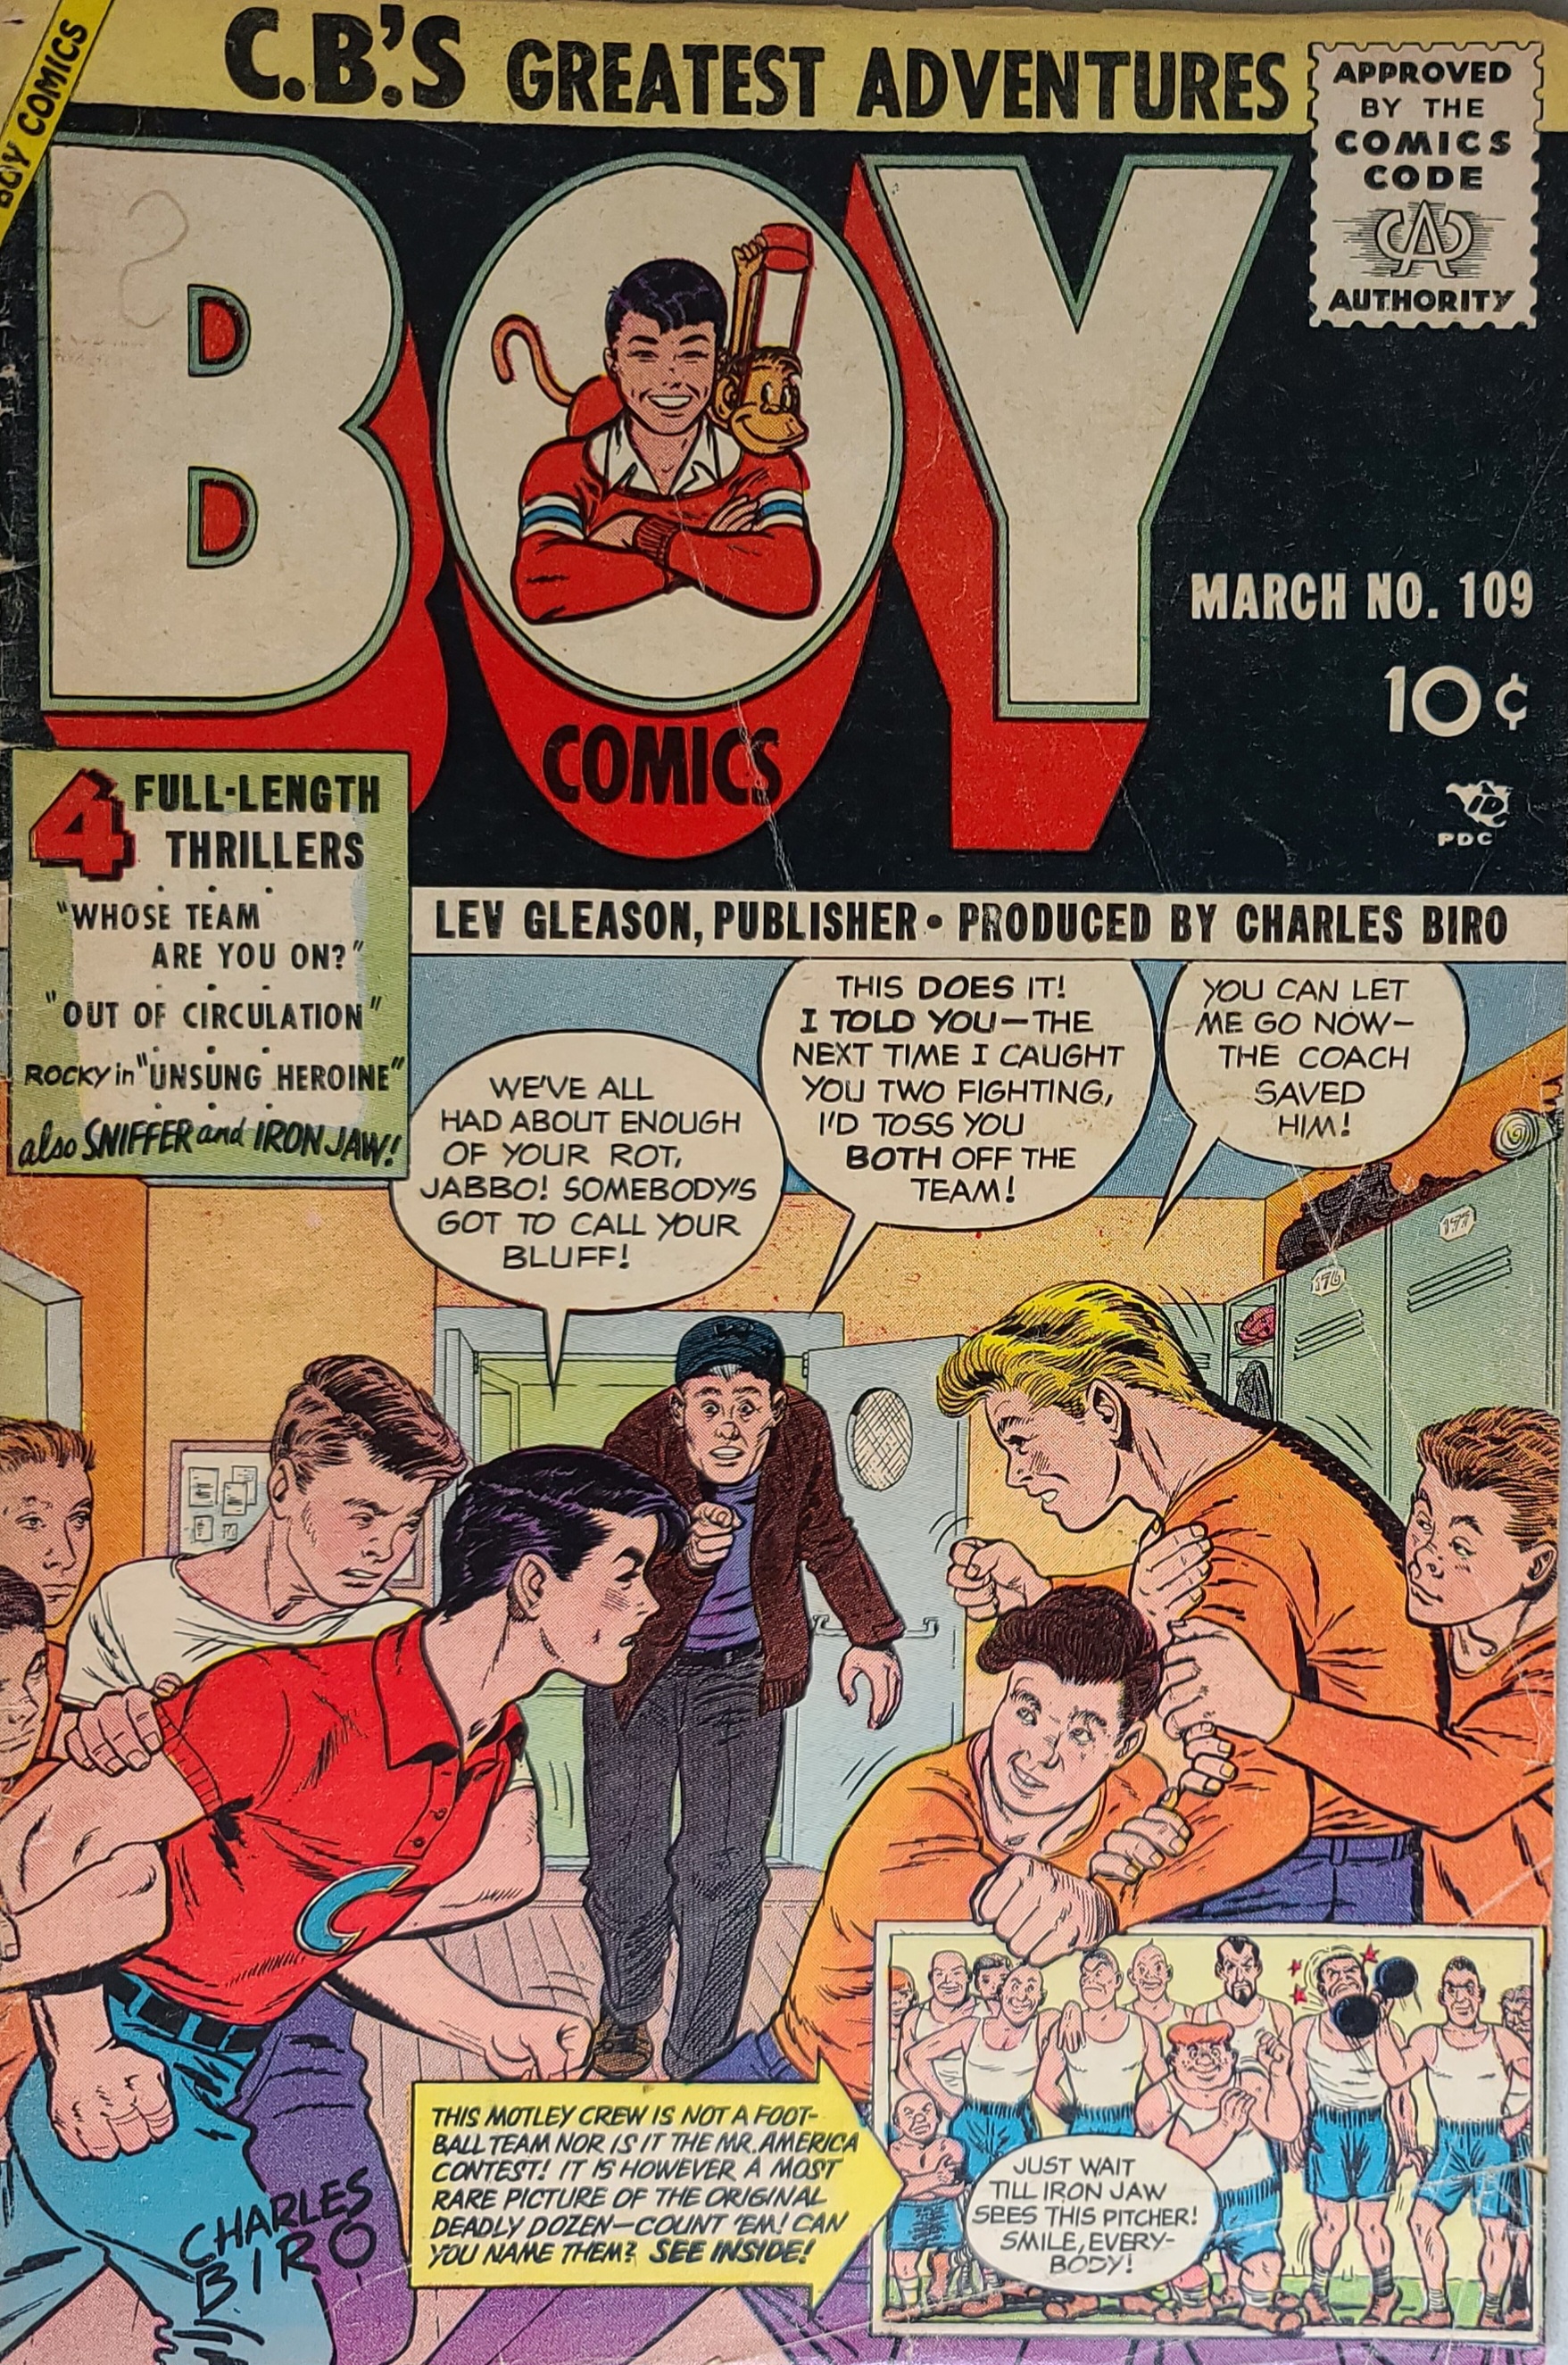 BOY COMICS
C.B.'S GREATEST ADVENTURES
APPROVED
BY THE
COMICS
CODE
CA
AUTHORITY
BOY
COMICS
MARCH NO. 109
10¢
PDC
4 FULL-LENGTH
THRILLERS
"WHOSE TEAM
ARE YOU ON?"
"OUT OF CIRCULATION"
ROCKY in "UNSUNG HEROINE"
also SNIFFER and IRON JAW!
LEV GLEASON, PUBLISHER • PRODUCED BY CHARLES BIRO
WE'VE ALL
HAD ABOUT ENOUGH
OF YOUR ROT,
JABBO! SOMEBODY'S
GOT TO CALL YOUR
BLUFF!
THIS DOES IT!
I TOLD YOU—THE
NEXT TIME I CAUGHT
YOU TWO FIGHTING,
I'D TOSS YOU
BOTH OFF THE
TEAM!
YOU CAN LET
ME GO NOW—
THE COACH
SAVED
HIM!
176
177
C
THIS MOTLEY CREW IS NOT A FOOT-
BALL TEAM NOR IS IT THE MR. AMERICA
CONTEST! IT IS HOWEVER A MOST
RARE PICTURE OF THE ORIGINAL
DEADLY DOZEN—COUNT 'EM! CAN
YOU NAME THEM? SEE INSIDE!
JUST WAIT
TILL IRON JAW
SEES THIS PITCHER!
SMILE, EVERY-
BODY!
CHARLES
BIRO